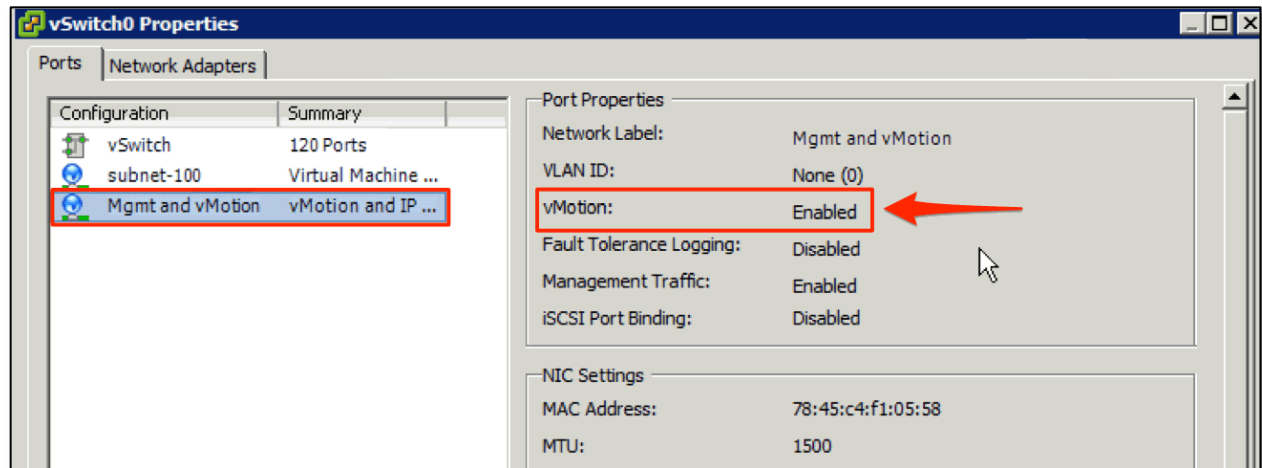 vSwitch0 Properties
Ports Network Adapters
Configuration Summary
vSwitch 120 Ports
subnet-100 Virtual Machine ...
Mgmt and vMotion vMotion and IP ...
Port Properties
Network Label: Mgmt and vMotion
VLAN ID: None (0)
vMotion: Enabled
Fault Tolerance Logging: Disabled
Management Traffic: Enabled
iSCSI Port Binding: Disabled
NIC Settings
MAC Address: 78:45:c4:f1:05:58
MTU: 1500